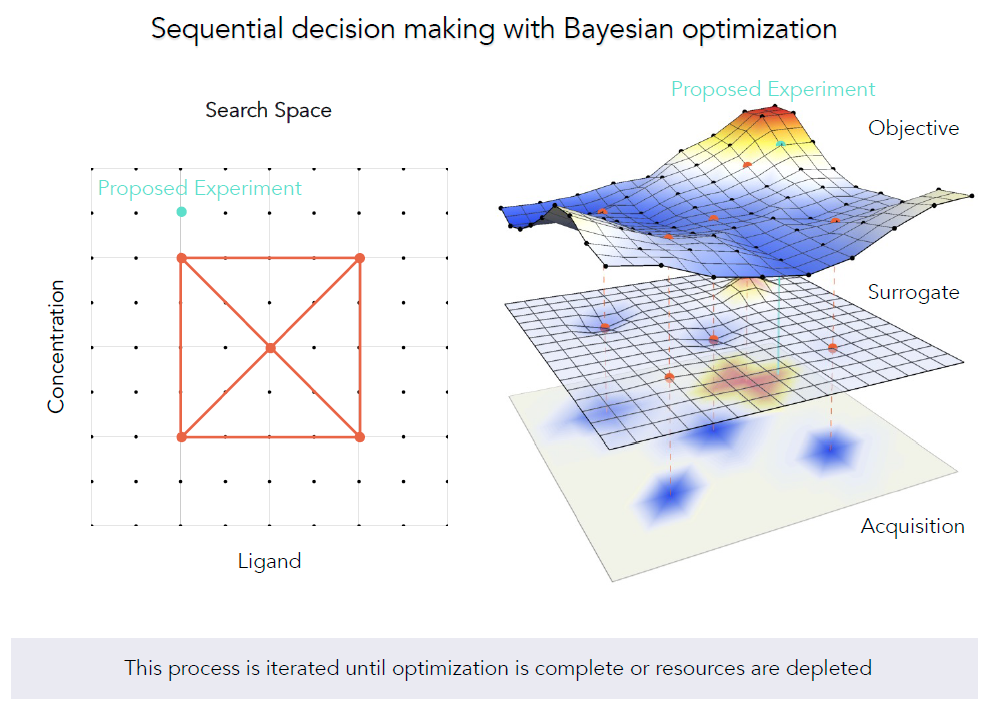 Sequential decision making with Bayesian optimization
Search Space
Proposed Experiment
Concentration
Ligand
Proposed Experiment
Objective
Surrogate
Acquisition
This process is iterated until optimization is complete or resources are depleted